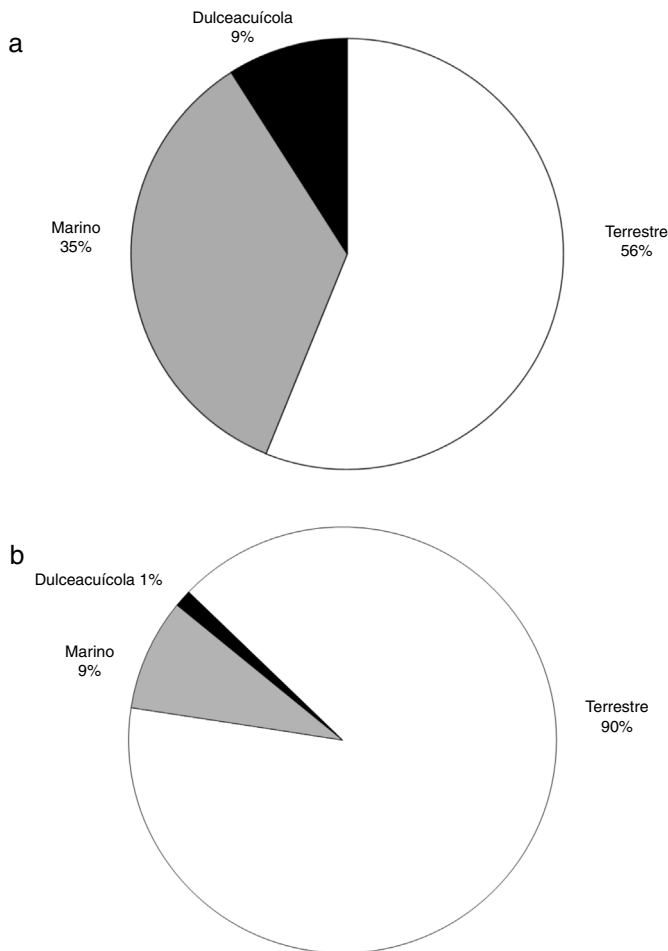 a
Dulceacuícola
9%
Marino
35%
Terrestre
56%
b
Dulceacuícola 1%
Marino
9%
Terrestre
90%